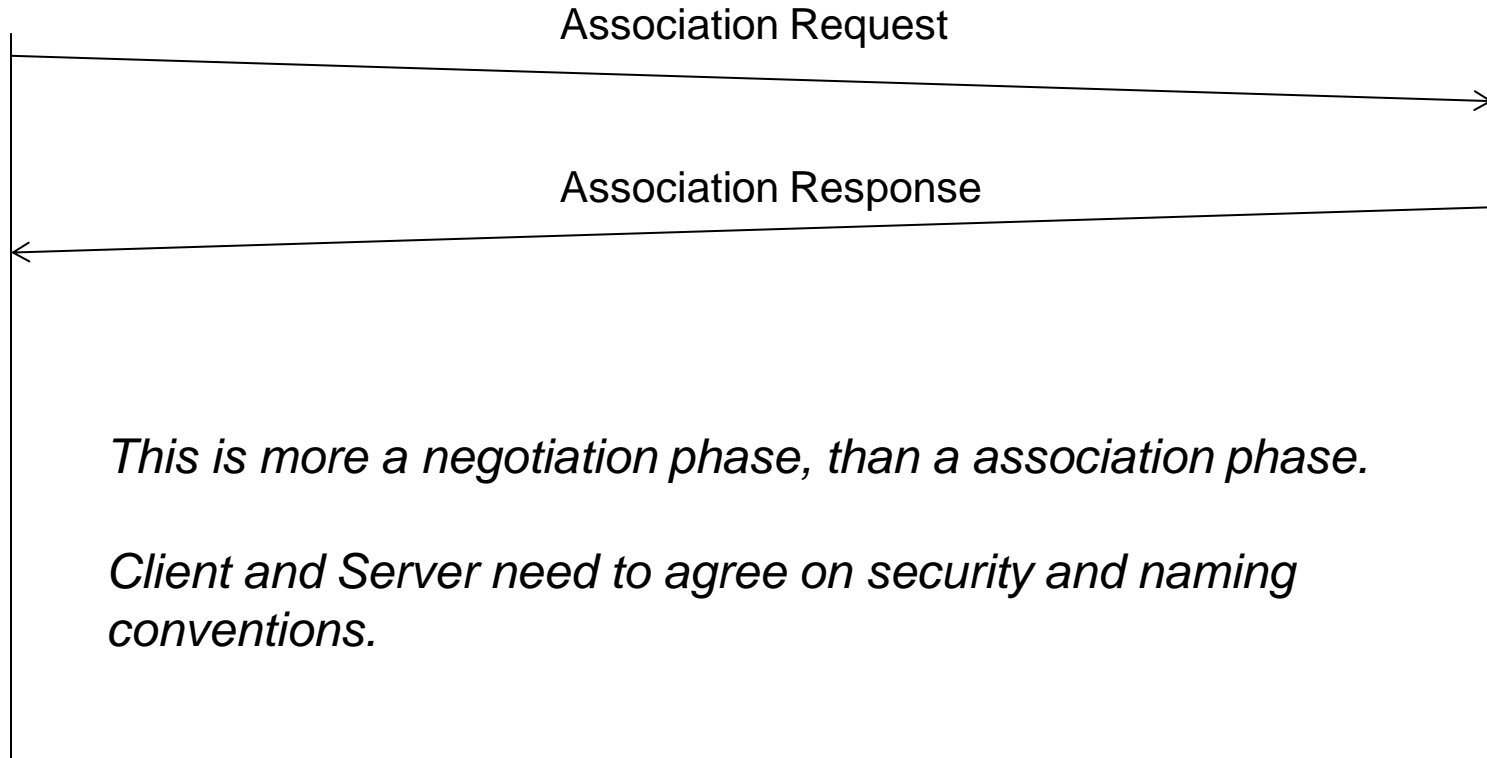 Association Request
Association Response
This is more a negotiation phase, than a association phase.
Client and Server need to agree on security and naming
conventions.